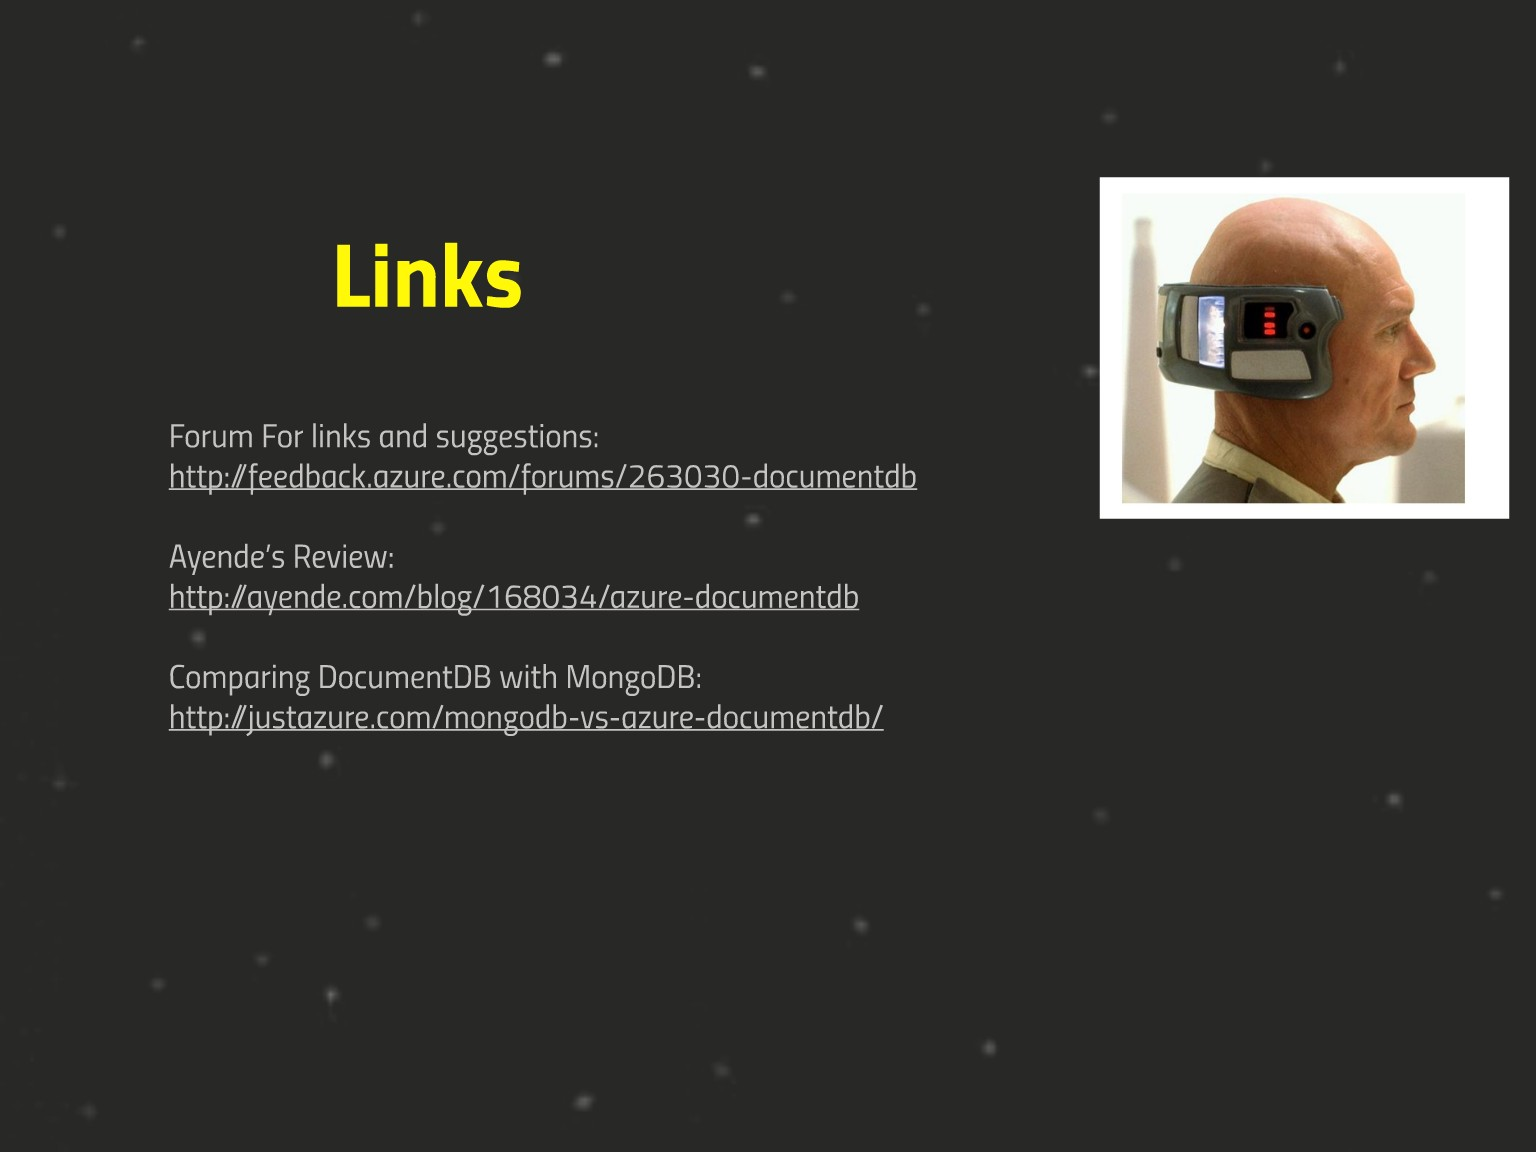 Links
Forum For links and suggestions:
http://feedback.azure.com/forums/263030-documentdb
Ayende's Review:
http://ayende.com/blog/168034/azure-documentdb
Comparing DocumentDB with MongoDB:
http://justazure.com/mongodb-vs-azure-documentdb/